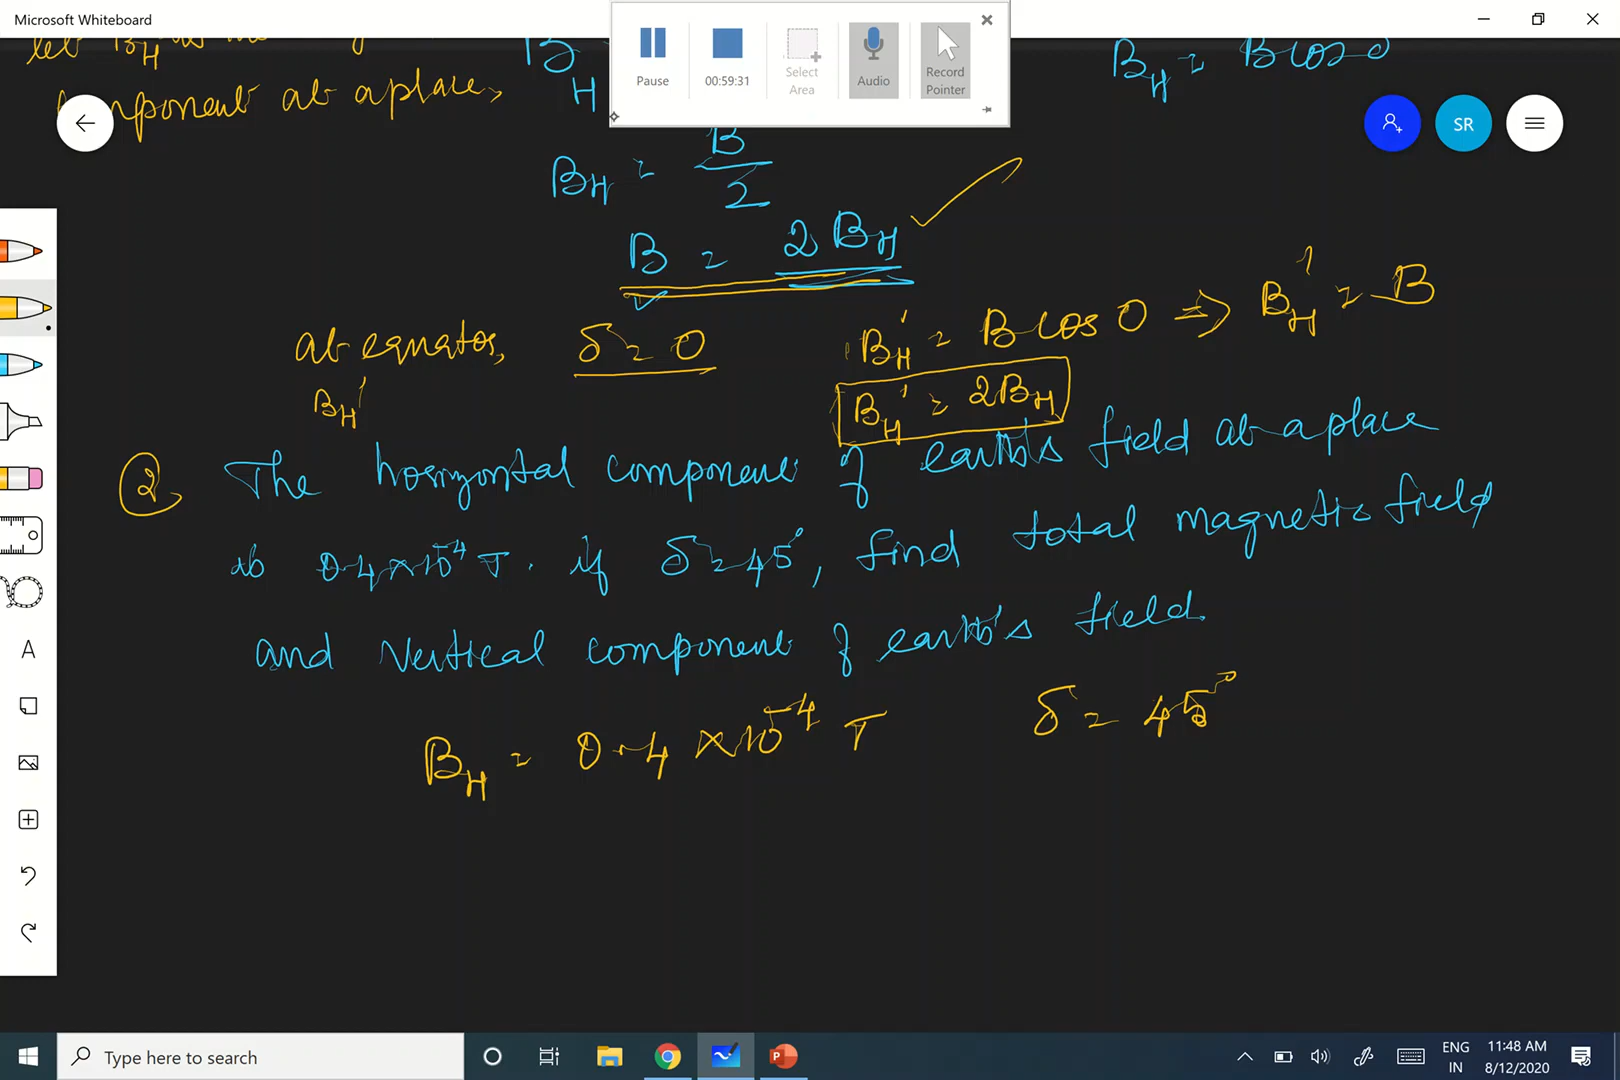 Microsoft Whiteboard
Pause
00:59:31
Select Area
Audio
Record Pointer
let B_H
component at a place,
B_H
B_H = B cos δ
SR
B_H = B/2
B = 2 B_H ✓
at equator, δ = 0 B_H' = B cos 0 ⇒ B_H' = B
B_H' B_H' = 2B_H
2, The horizontal component of earth's field at a place
is 0.4×10^-4 T. if δ = 45°, find total magnetic field
and vertical component of earth's field.
B_H = 0.4 ×10^-4 T δ = 45°
A
Type here to search
ENG
IN
11:48 AM
8/12/2020